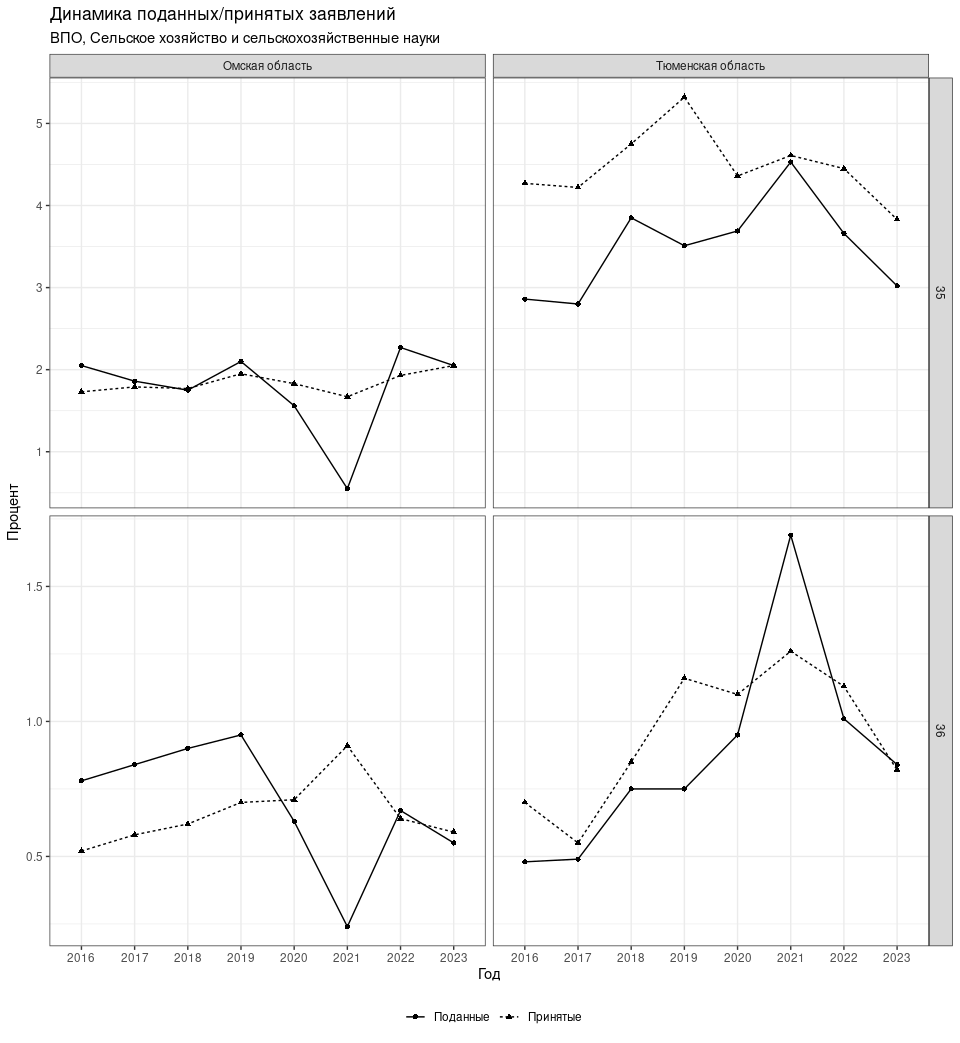 Динамика поданных/принятых заявлений
ВПО, Сельское хозяйство и сельскохозяйственные науки
Омская область
Тюменская область
5
4
3
2
1
35
Процент
1.5
1.0
0.5
36
2016 2017 2018 2019 2020 2021 2022 2023
2016 2017 2018 2019 2020 2021 2022 2023
Год
Поданные Принятые